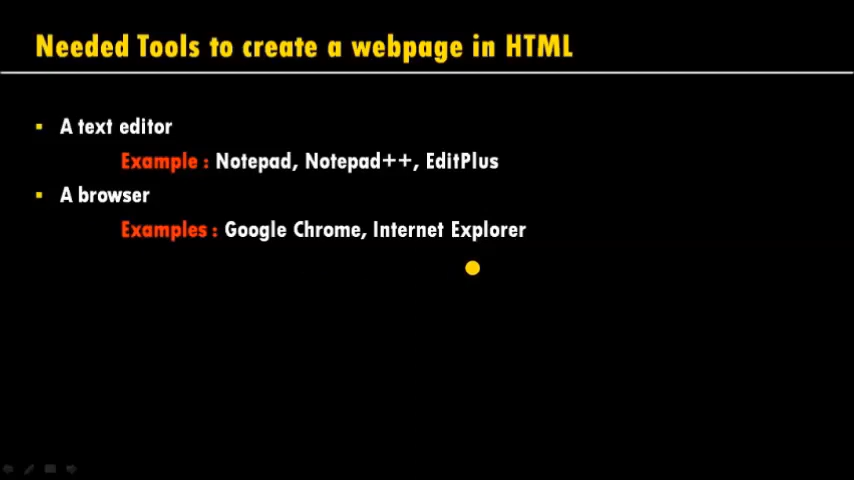 Needed Tools to create a webpage in HTML
A text editor
Example : Notepad, Notepad++, EditPlus
A browser
Examples : Google Chrome, Internet Explorer